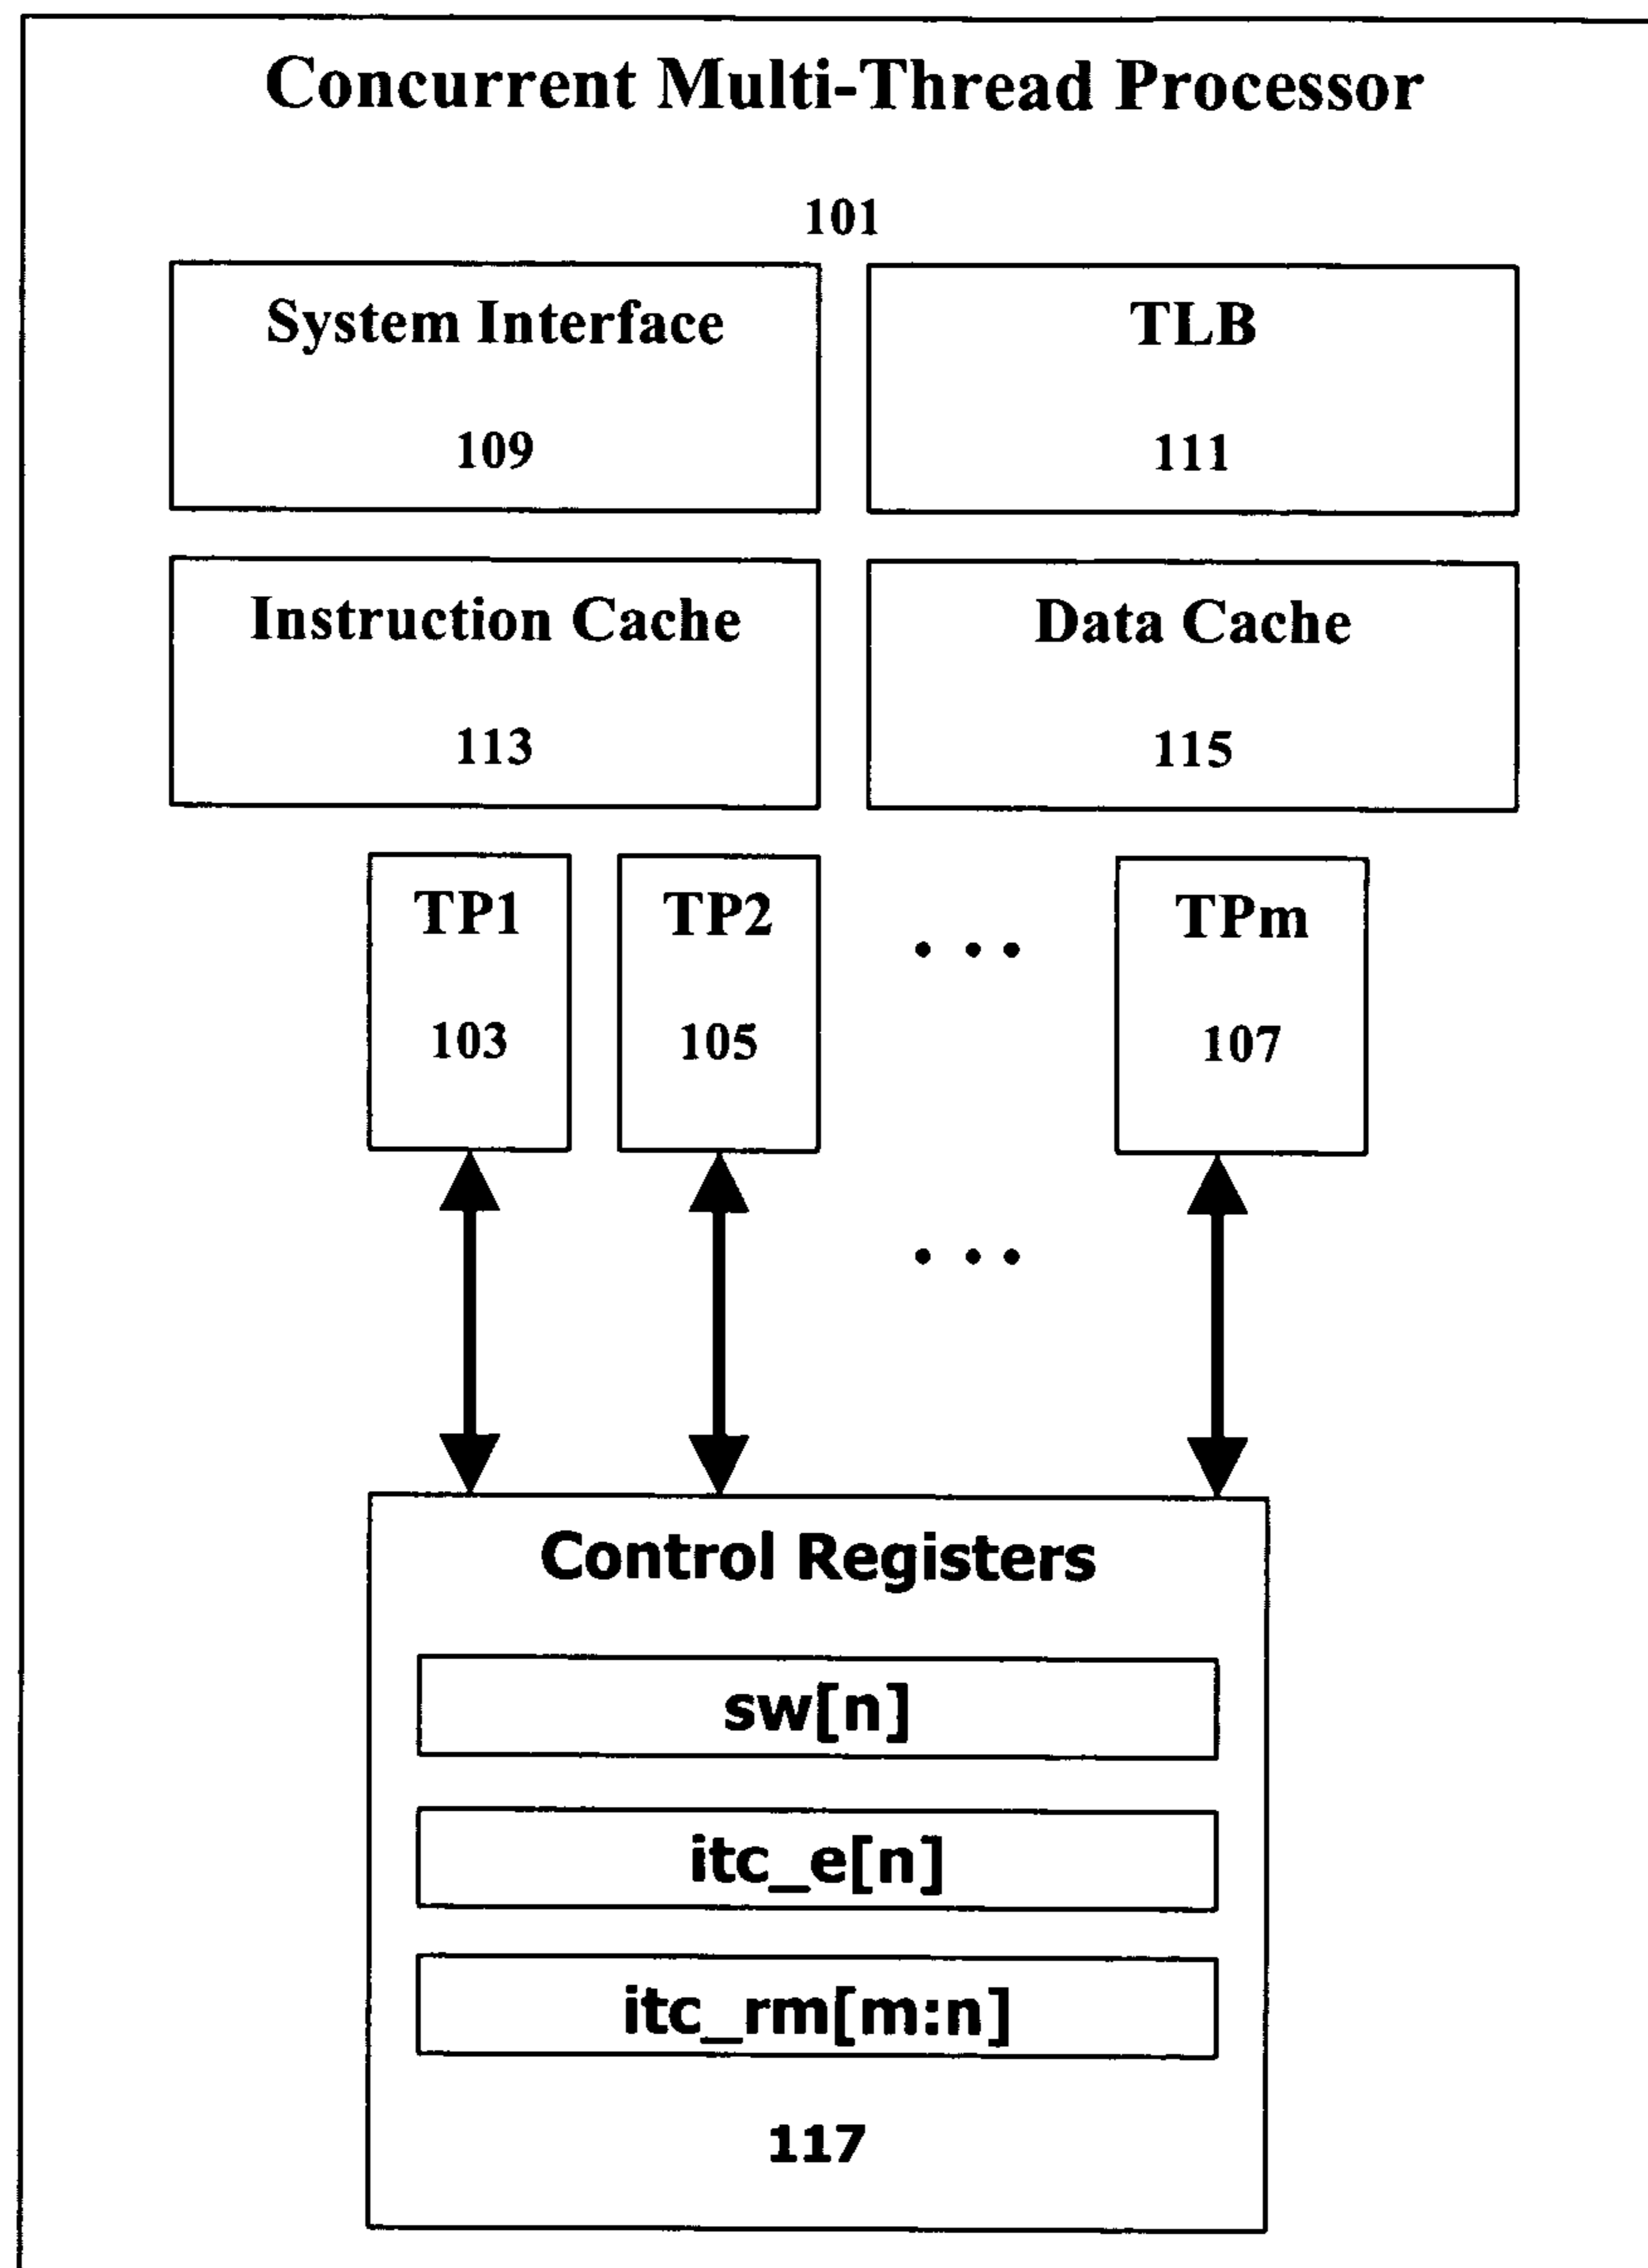 Concurrent Multi-Thread Processor
101
System Interface
109
TLB
111
Instruction Cache
113
Data Cache
115
TP1
103
TP2
105
. . .
TPm
107
. . .
Control Registers
sw[n]
itc_e[n]
itc_rm[m:n]
117